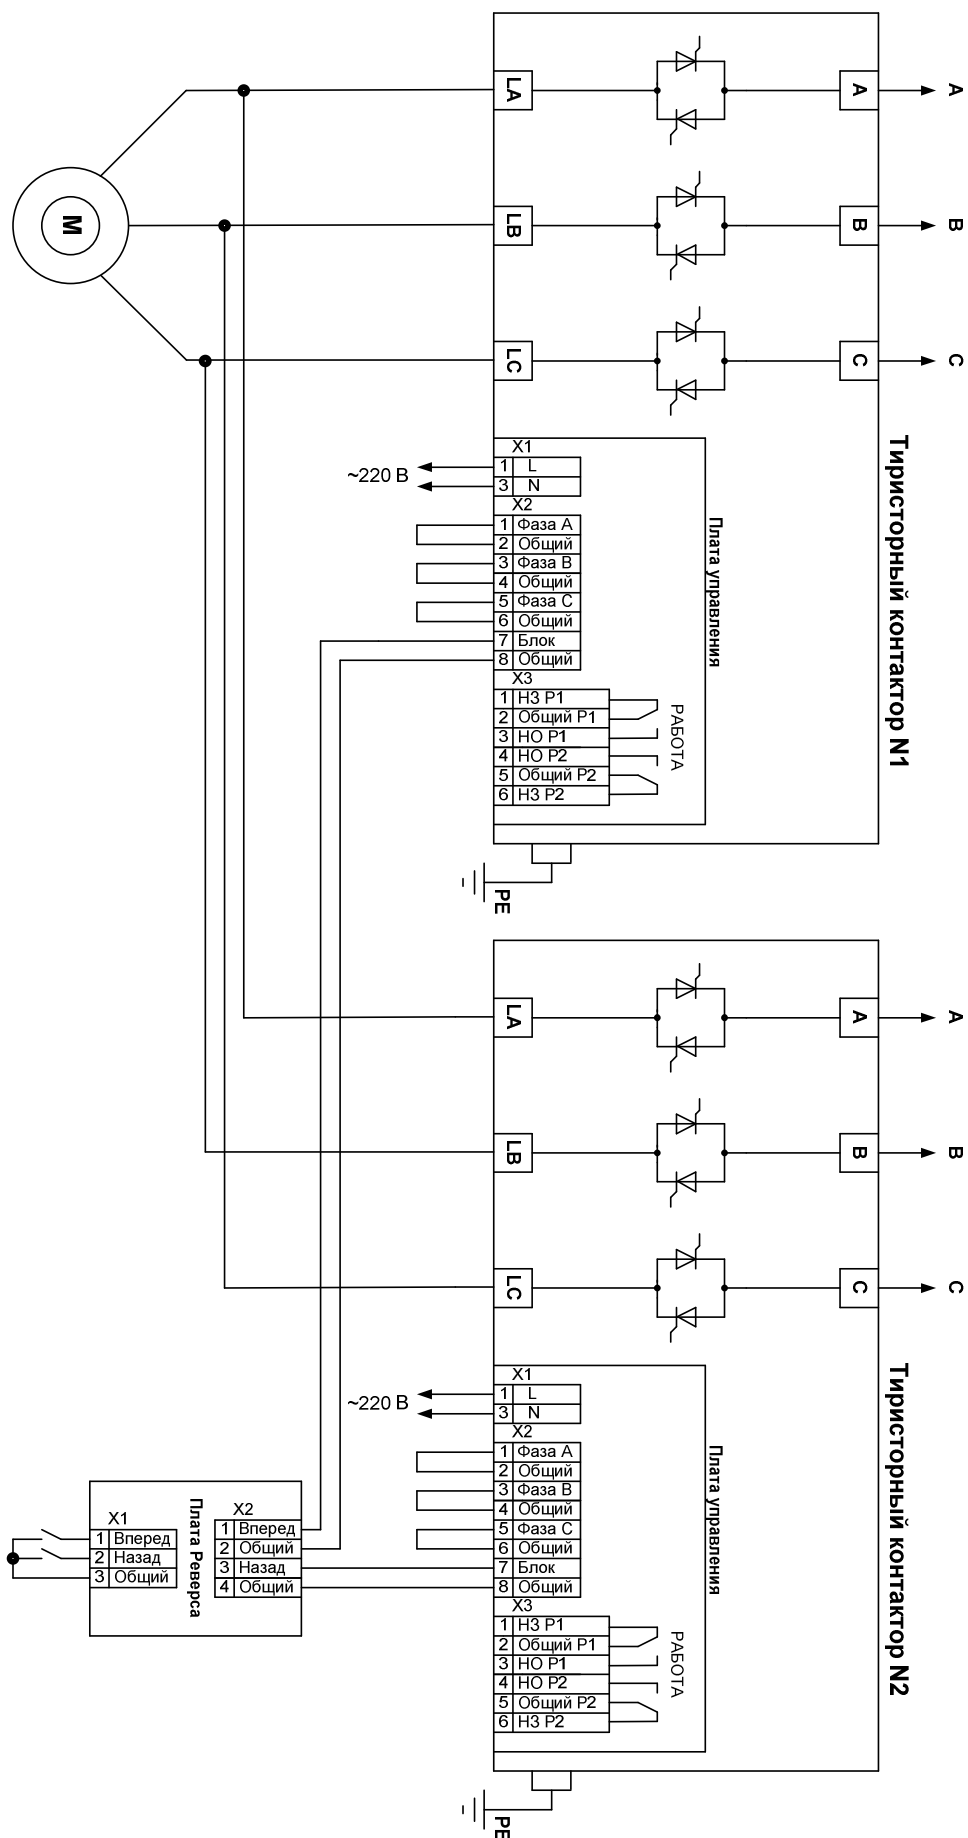 A
LA
A
B
LB
B
M
C
LC
C
Тиристорный контактор N1
Плата управления
X1
1 L
3 N
~220 В
X2
1 Фаза А
2 Общий
3 Фаза В
4 Общий
5 Фаза С
6 Общий
7 Блок
8 Общий
X3
1 НЗ Р1
2 Общий Р1
3 НО Р1
4 НО Р2
5 Общий Р2
6 НЗ Р2
РАБОТА
PE
A
LA
A
B
LB
B
C
LC
C
Тиристорный контактор N2
Плата управления
X1
1 L
3 N
~220 В
X2
1 Фаза А
2 Общий
3 Фаза В
4 Общий
5 Фаза С
6 Общий
7 Блок
8 Общий
X3
1 НЗ Р1
2 Общий Р1
3 НО Р1
4 НО Р2
5 Общий Р2
6 НЗ Р2
РАБОТА
PE
Плата Реверса
X1
1 Вперед
2 Назад
3 Общий
X2
1 Вперед
2 Общий
3 Назад
4 Общий